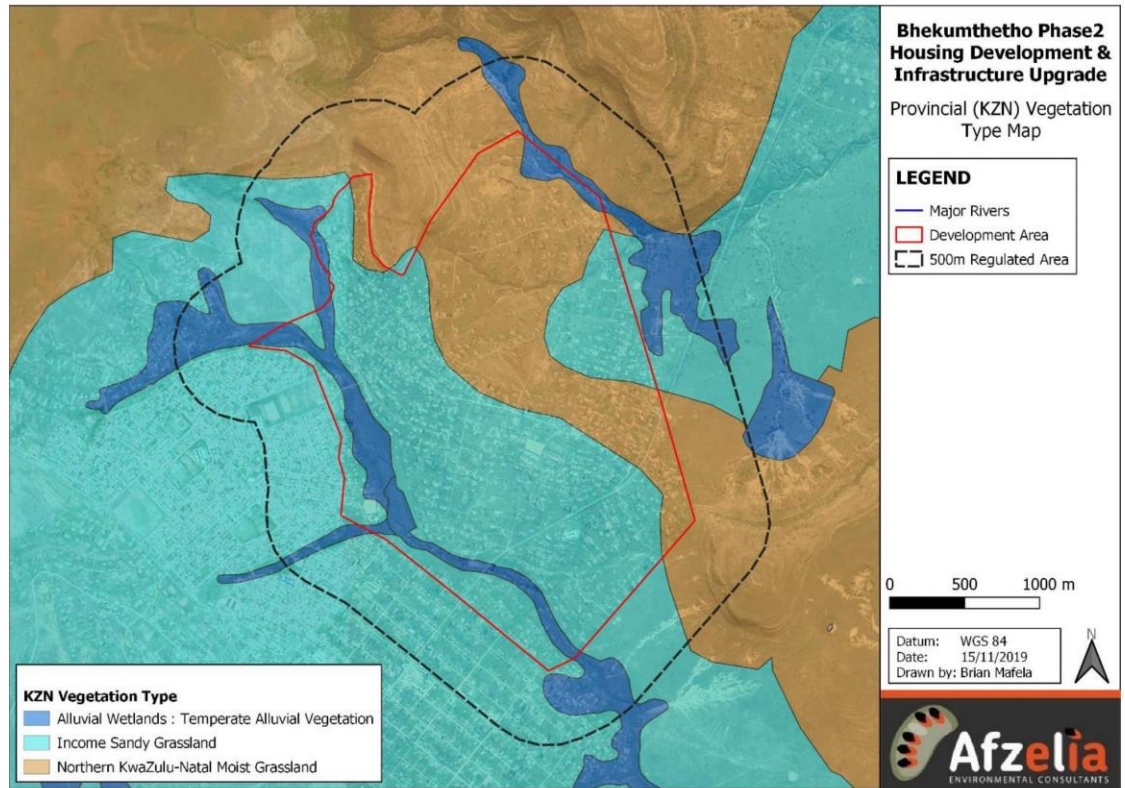 Bhekumthetho Phase2
Housing Development &
Infrastructure Upgrade
Provincial (KZN) Vegetation
Type Map
LEGEND
Major Rivers
Development Area
500m Regulated Area
0 500 1000 m
N
Datum: WGS 84
Date: 15/11/2019
Drawn by: Brian Mafela
Afzelia
ENVIRONMENTAL CONSULTANTS
KZN Vegetation Type
Alluvial Wetlands : Temperate Alluvial Vegetation
Income Sandy Grassland
Northern KwaZulu-Natal Moist Grassland